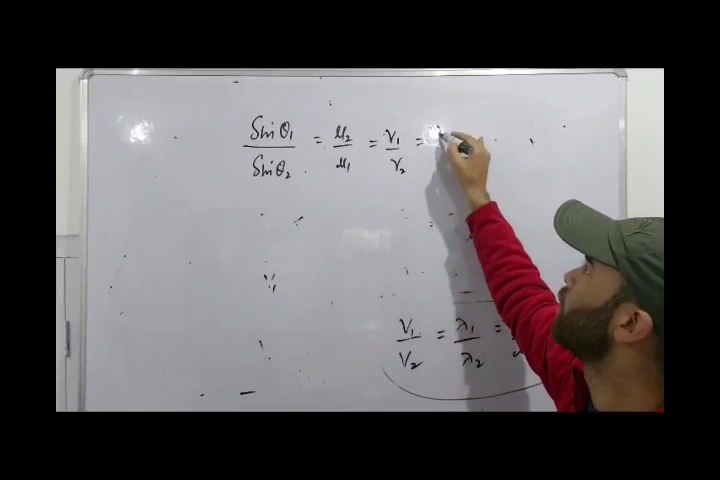 Sin θ₁ / Sin θ₂ = μ₂ / μ₁ = V₁ / V₂ =
V₁ / V₂ = λ₁ / λ₂ =